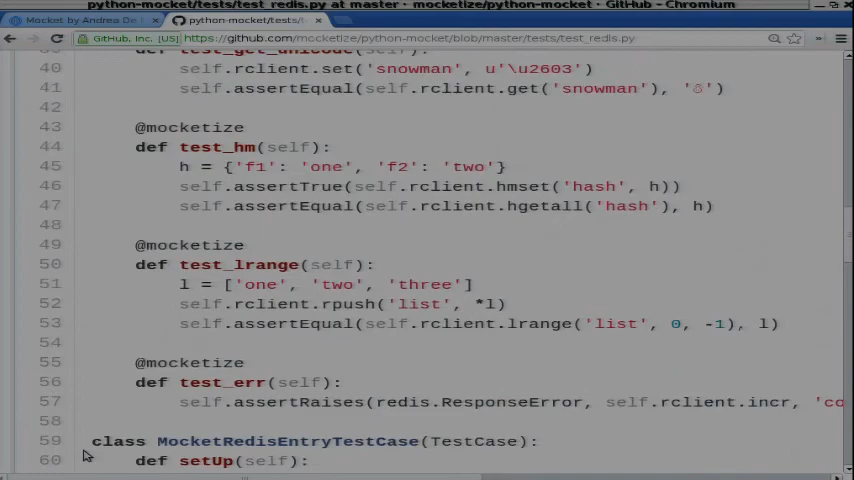 python-mocket/tests/test_redis.py at master · mocketize/python-mocket · GitHub - Chromium
Mocket by Andrea De
python-mocket/tests/t
GitHub, Inc. [US] https://github.com/mocketize/python-mocket/blob/master/tests/test_redis.py
39 def test_get_unicode(self):
40 self.rclient.set('snowman', u'\u2603')
41 self.assertEqual(self.rclient.get('snowman'), '☃')
42
43 @mocketize
44 def test_hm(self):
45 h = {'f1': 'one', 'f2': 'two'}
46 self.assertTrue(self.rclient.hmset('hash', h))
47 self.assertEqual(self.rclient.hgetall('hash'), h)
48
49 @mocketize
50 def test_lrange(self):
51 l = ['one', 'two', 'three']
52 self.rclient.rpush('list', *l)
53 self.assertEqual(self.rclient.lrange('list', 0, -1), l)
54
55 @mocketize
56 def test_err(self):
57 self.assertRaises(redis.ResponseError, self.rclient.incr, 'co
58
59 class MocketRedisEntryTestCase(TestCase):
60 def setUp(self):